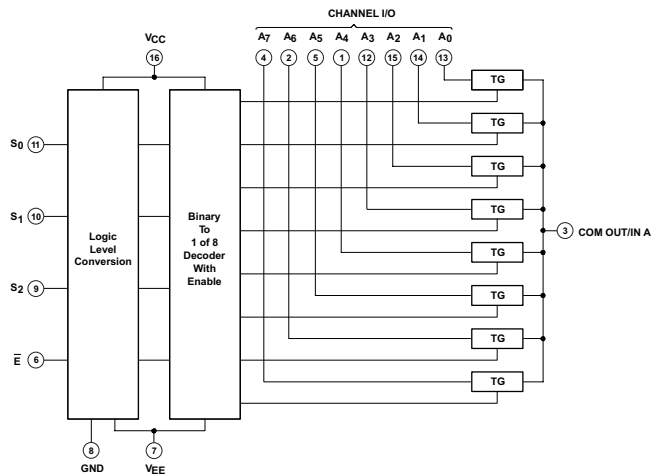 CHANNEL I/O
VCC A7 A6 A5 A4 A3 A2 A1 A0
16 4 2 5 1 12 15 14 13
TG
TG
S0 11
TG
S1 10
TG
Logic
Level
Conversion
Binary
To
1 of 8
Decoder
With
Enable
3 COM OUT/IN A
TG
S2 9
TG
TG
E̅ 6
TG
8 7
GND VEE